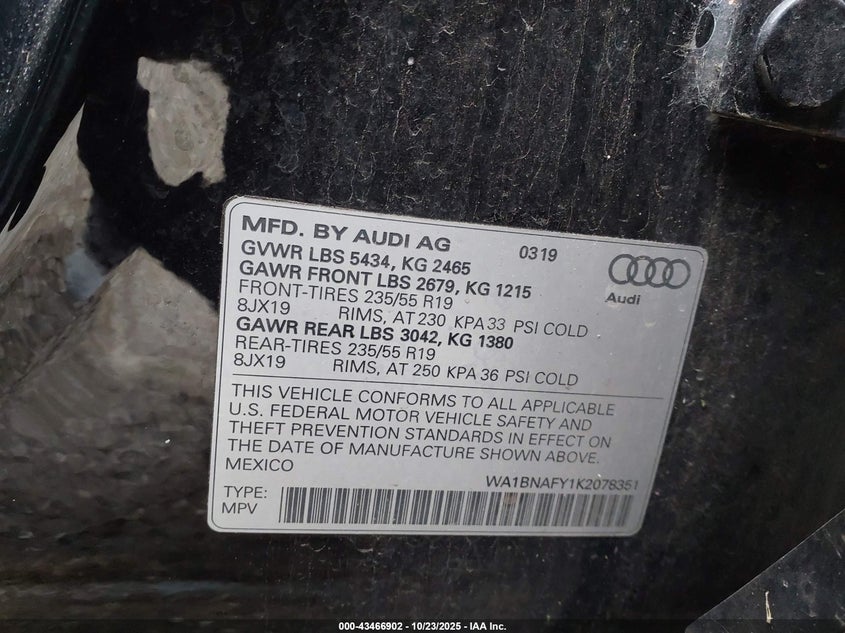 MFD. BY AUDI AG 0319
GVWR LBS 5434, KG 2465
GAWR FRONT LBS 2679, KG 1215
FRONT-TIRES 235/55 R19
8JX19 RIMS, AT 230 KPA 33 PSI COLD
GAWR REAR LBS 3042, KG 1380
REAR-TIRES 235/55 R19
8JX19 RIMS, AT 250 KPA 36 PSI COLD
Audi
THIS VEHICLE CONFORMS TO ALL APPLICABLE
U.S. FEDERAL MOTOR VEHICLE SAFETY AND
THEFT PREVENTION STANDARDS IN EFFECT ON
THE DATE OF MANUFACTURE SHOWN ABOVE.
MEXICO
WA1BNAFY1K2078351
TYPE:
MPV
000-43466902 - 10/23/2025 - IAA Inc.